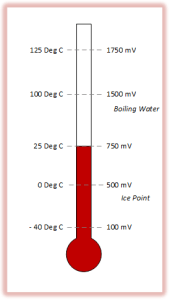 125 Deg C 1750 mV
100 Deg C 1500 mV
Boiling Water
25 Deg C 750 mV
0 Deg C 500 mV
Ice Point
- 40 Deg C 100 mV